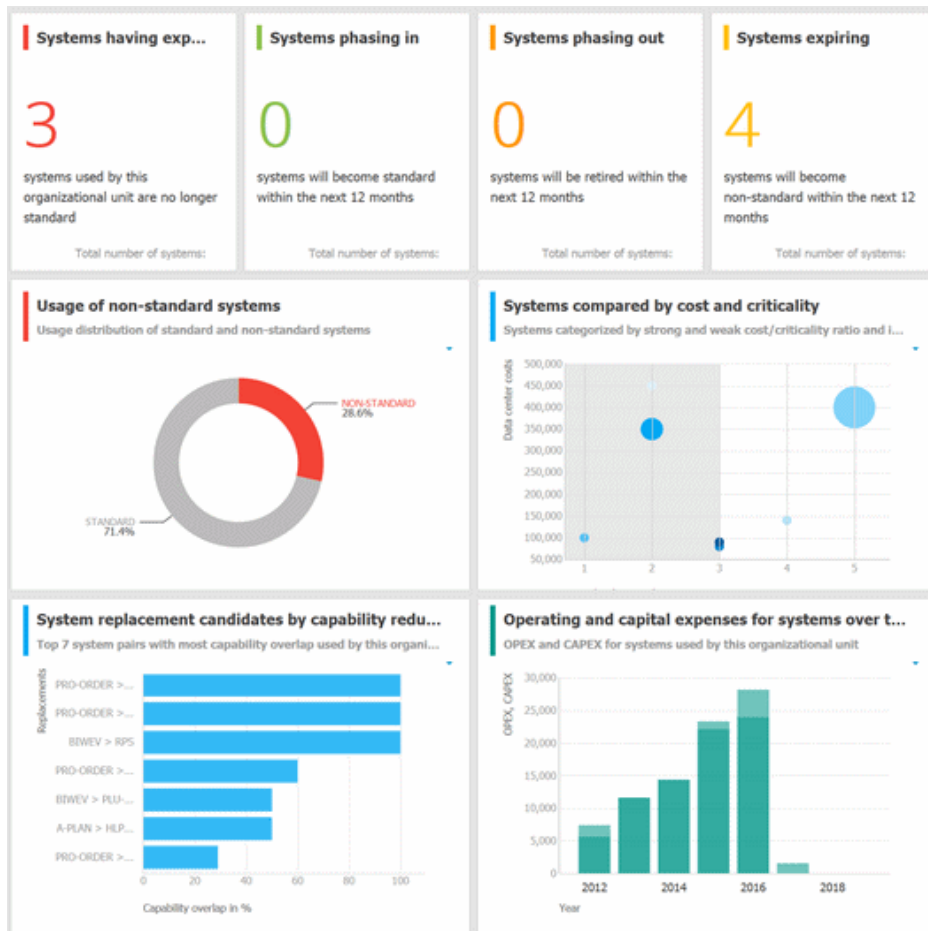 Systems having exp...
3
systems used by this
organizational unit are no longer
standard
Total number of systems:
Systems phasing in
0
systems will become standard
within the next 12 months
Total number of systems:
Systems phasing out
0
systems will be retired within the
next 12 months
Total number of systems:
Systems expiring
4
systems will become
non-standard within the next 12
months
Total number of systems:
Usage of non-standard systems
Usage distribution of standard and non-standard systems
NON-STANDARD
28.6%
STANDARD
71.4%
Systems compared by cost and criticality
Systems categorized by strong and weak cost/criticality ratio and i...
Data center costs
500,000
450,000
400,000
350,000
300,000
250,000
200,000
150,000
100,000
50,000
1 2 3 4 5
System replacement candidates by capability redu...
Top 7 system pairs with most capability overlap used by this organi...
Replacements
PRO-ORDER >...
PRO-ORDER >...
BIWEV > RPS
PRO-ORDER >...
BIWEV > PLU-...
A-PLAN > HLP...
PRO-ORDER >...
0 20 40 60 80 100
Capability overlap in %
Operating and capital expenses for systems over t...
OPEX and CAPEX for systems used by this organizational unit
OPEX, CAPEX
30,000
25,000
20,000
15,000
10,000
5,000
0
2012 2014 2016 2018
Year